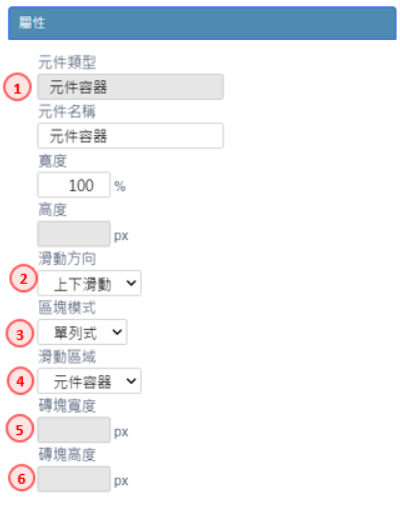 屬性
元件類型
1 元件容器
元件名稱
元件容器
寬度
100 %
高度
px
滑動方向
2 上下滑動
區塊模式
3 單列式
滑動區域
4 元件容器
磚塊寬度
5 px
磚塊高度
6 px